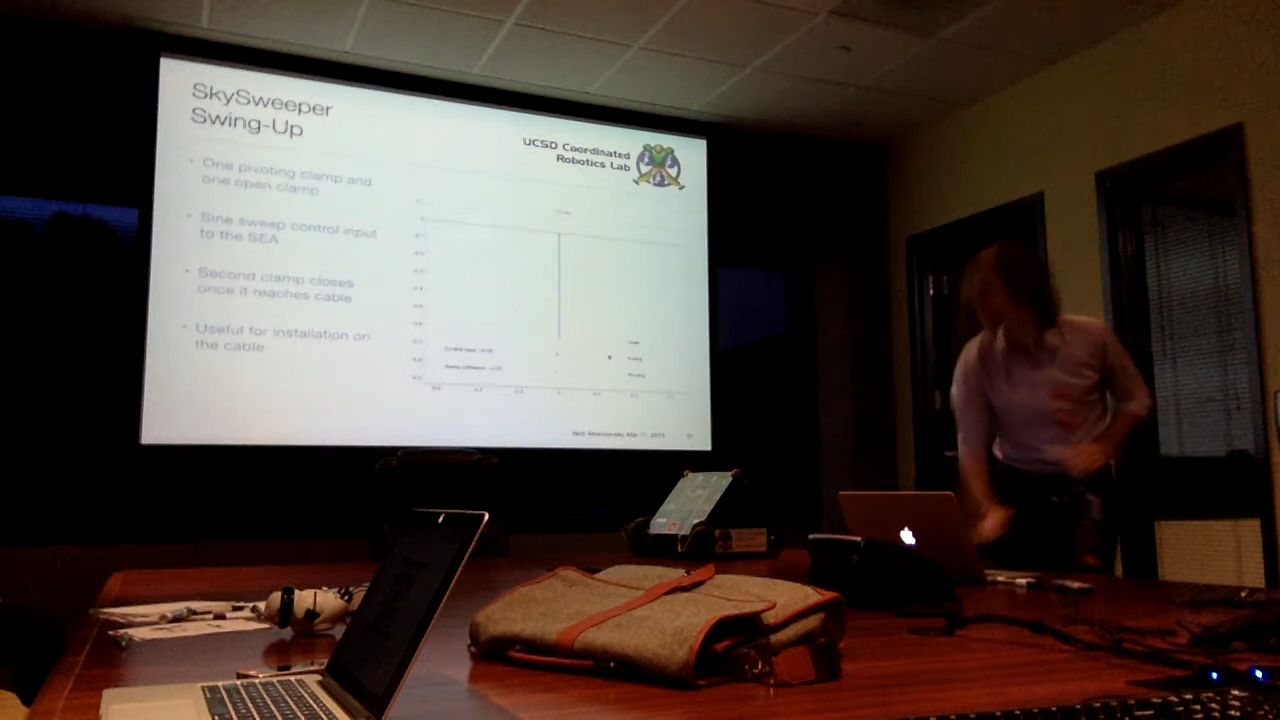 SkySweeper
Swing-Up
UCSD Coordinated
Robotics Lab
• One pivoting clamp and
one open clamp
• Sine sweep control input
to the SEA
• Second clamp closes
once it reaches cable
• Useful for installation on
the cable